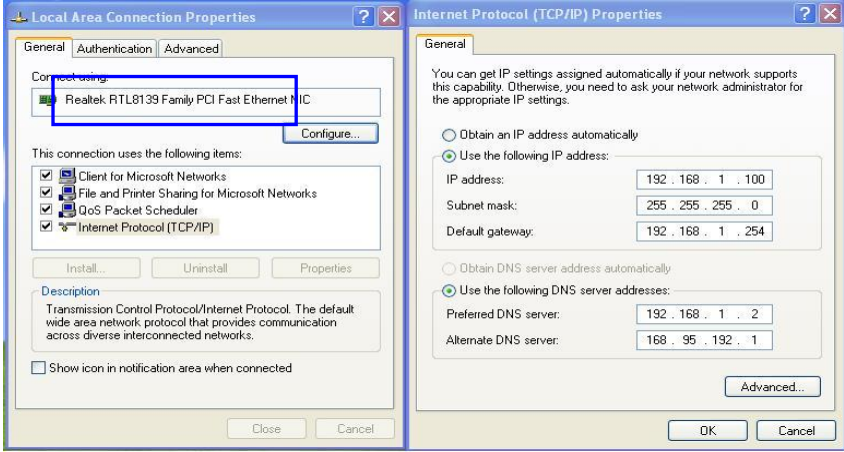 Local Area Connection Properties
General Authentication Advanced
Connect using:
Realtek RTL8139 Family PCI Fast Ethernet NIC
Configure...
This connection uses the following items:
Client for Microsoft Networks
File and Printer Sharing for Microsoft Networks
QoS Packet Scheduler
Internet Protocol (TCP/IP)
Install... Uninstall Properties
Description
Transmission Control Protocol/Internet Protocol. The default
wide area network protocol that provides communication
across diverse interconnected networks.
Show icon in notification area when connected
Close Cancel
Internet Protocol (TCP/IP) Properties
General
You can get IP settings assigned automatically if your network supports
this capability. Otherwise, you need to ask your network administrator for
the appropriate IP settings.
Obtain an IP address automatically
Use the following IP address:
IP address: 192 . 168 . 1 . 100
Subnet mask: 255 . 255 . 255 . 0
Default gateway: 192 . 168 . 1 . 254
Obtain DNS server address automatically
Use the following DNS server addresses:
Preferred DNS server: 192 . 168 . 1 . 2
Alternate DNS server: 168 . 95 . 192 . 1
Advanced...
OK Cancel